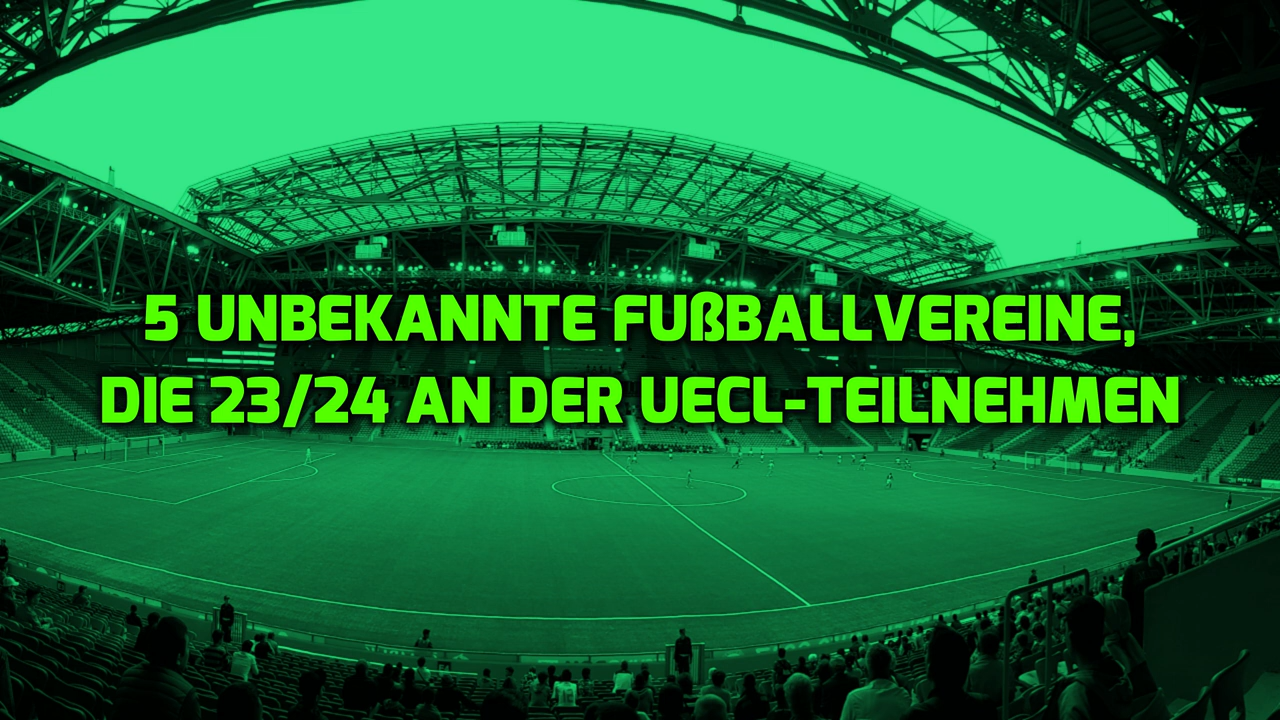 5 UNBEKANNTE FUßBALLVEREINE,
DIE 23/24 AN DER UECL-TEILNEHMEN